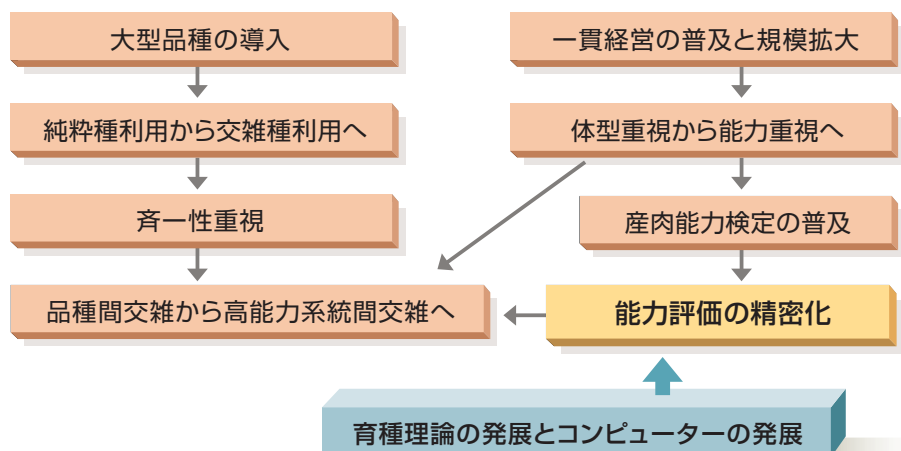 大型品種の導入
一貫経営の普及と規模拡大
純粋種利用から交雑種利用へ
体型重視から能力重視へ
斉一性重視
産肉能力検定の普及
品種間交雑から高能力系統間交雑へ
能力評価の精密化
育種理論の発展とコンピューターの発展